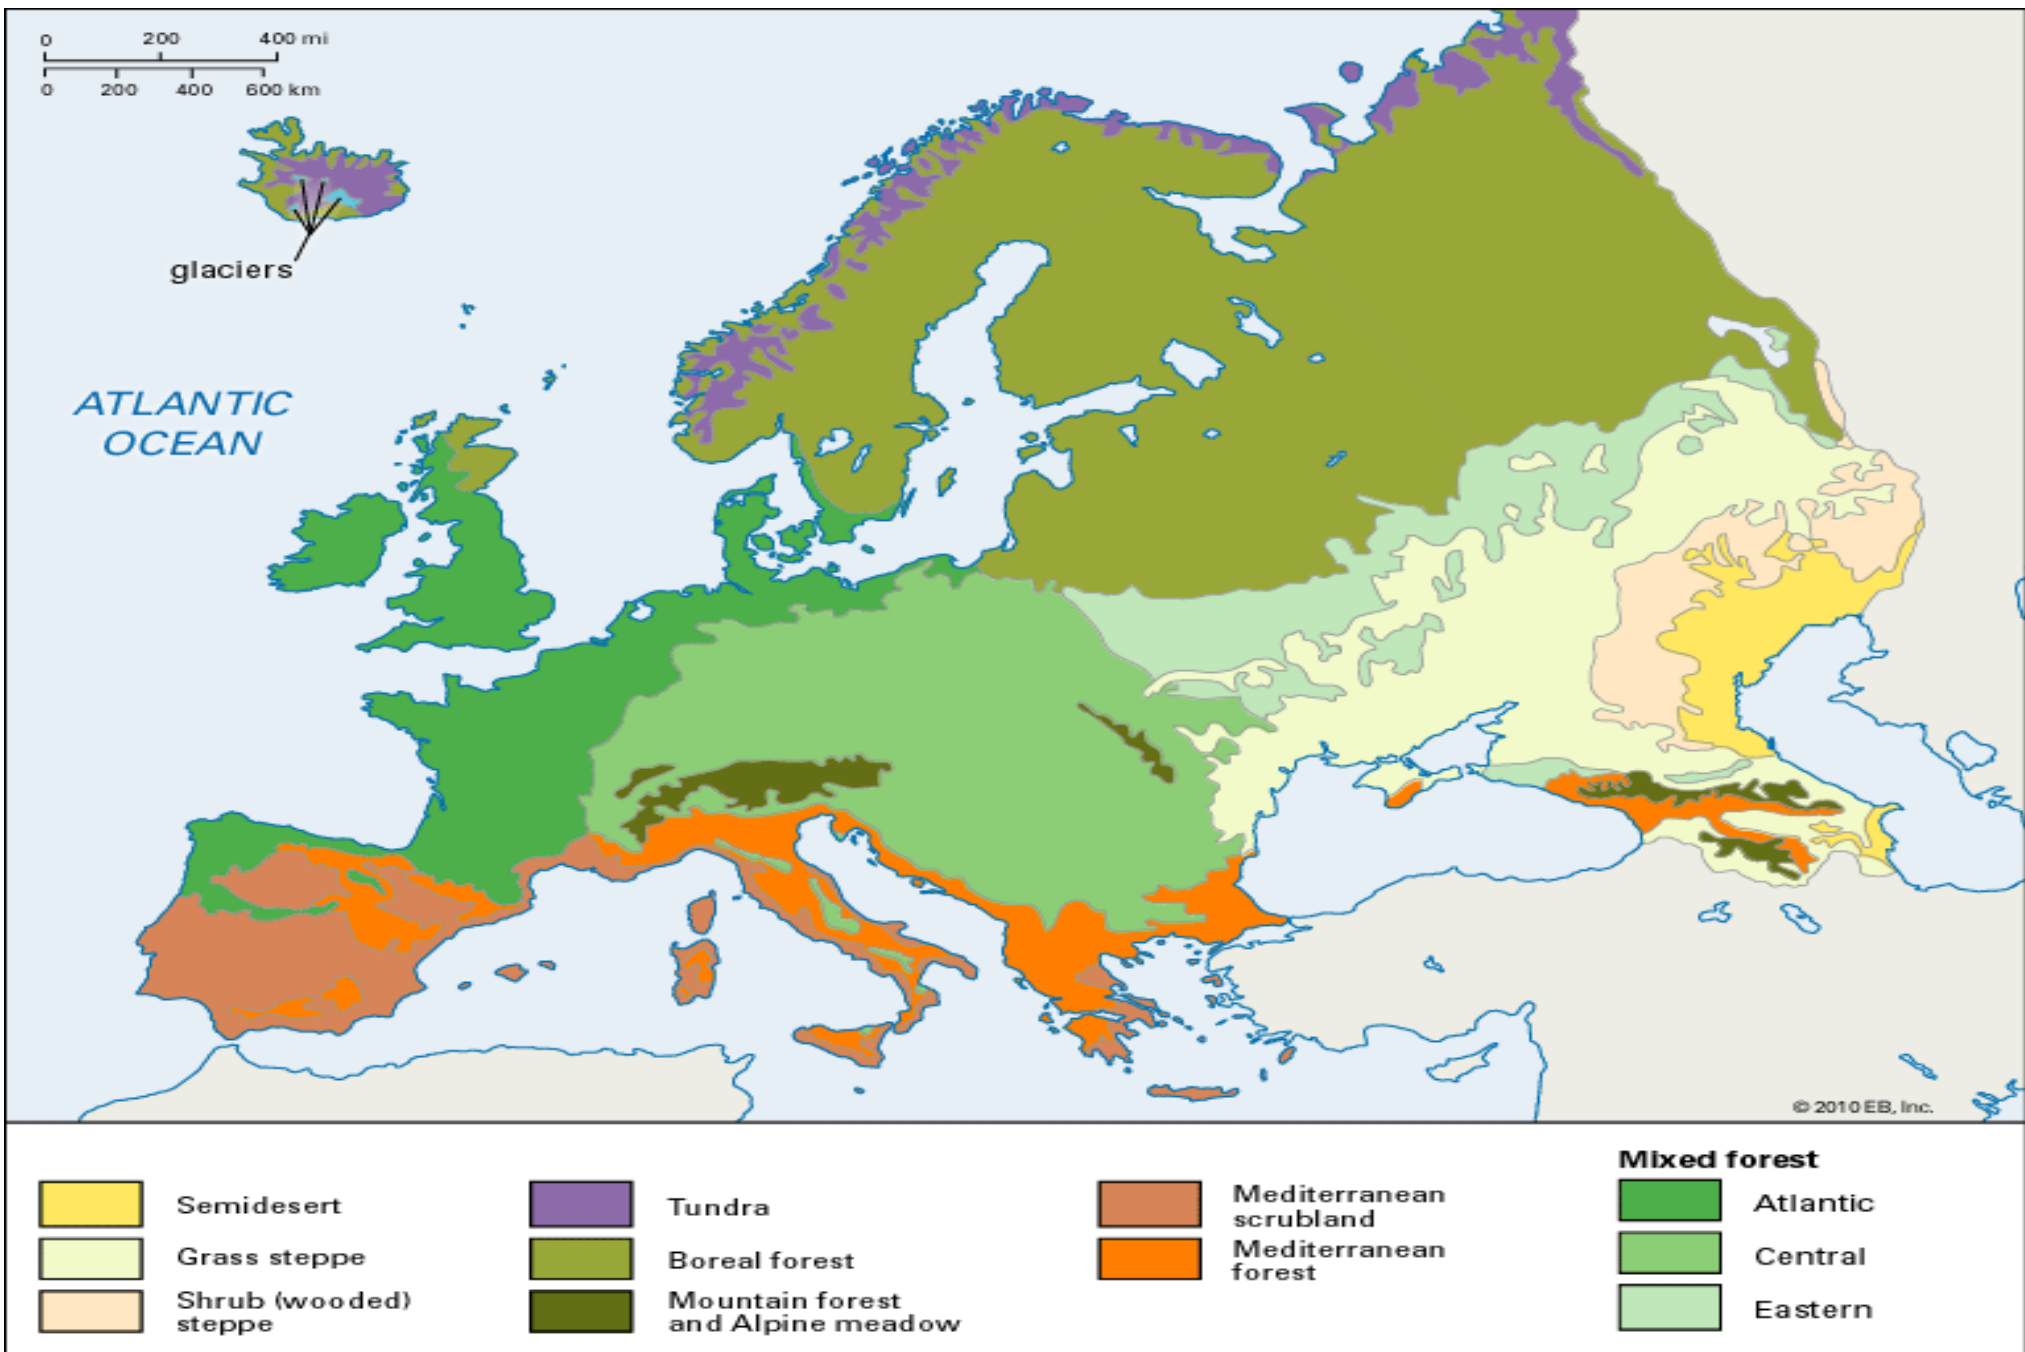 0 200 400 mi
0 200 400 600 km
glaciers
ATLANTIC
OCEAN
© 2010 EB, Inc.
Semidesert
Grass steppe
Shrub (wooded)
steppe
Tundra
Boreal forest
Mountain forest
and Alpine meadow
Mediterranean
scrubland
Mediterranean
forest
Mixed forest
Atlantic
Central
Eastern